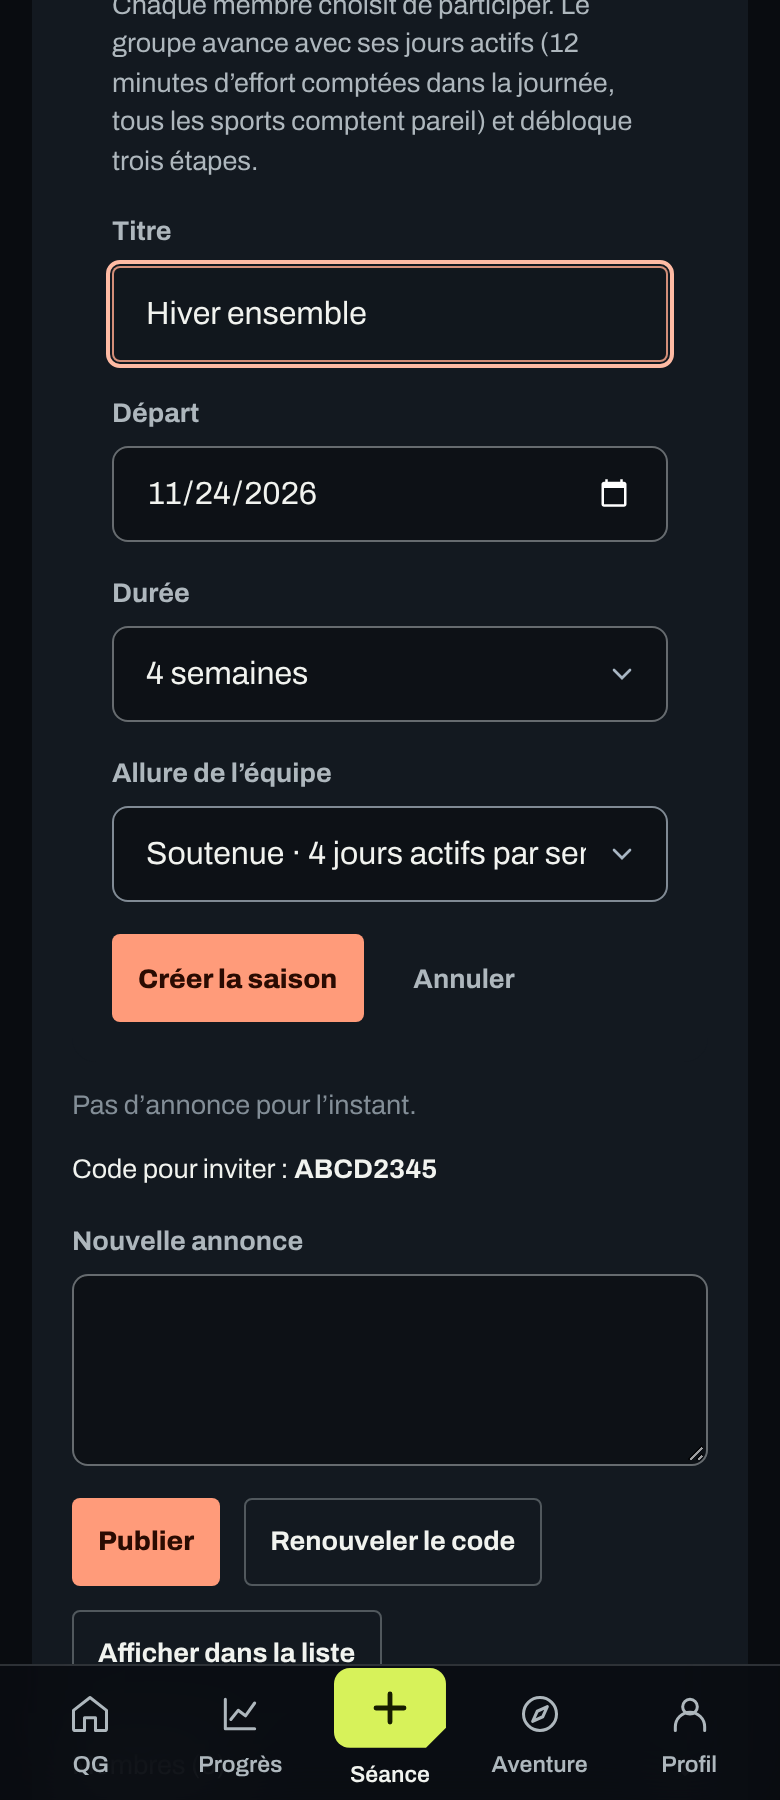 Chaque membre choisit de participer. Le
groupe avance avec ses jours actifs (12
minutes d’effort comptées dans la journée,
tous les sports comptent pareil) et débloque
trois étapes.
Titre
Hiver ensemble
Départ
11/24/2026
Durée
4 semaines
Allure de l’équipe
Soutenue · 4 jours actifs par
Créer la saison
Annuler
Pas d’annonce pour l’instant.
Code pour inviter : ABCD2345
Nouvelle annonce
Publier
Renouveler le code
Afficher dans la liste
QG
Progrès
Séance
Aventure
Profil